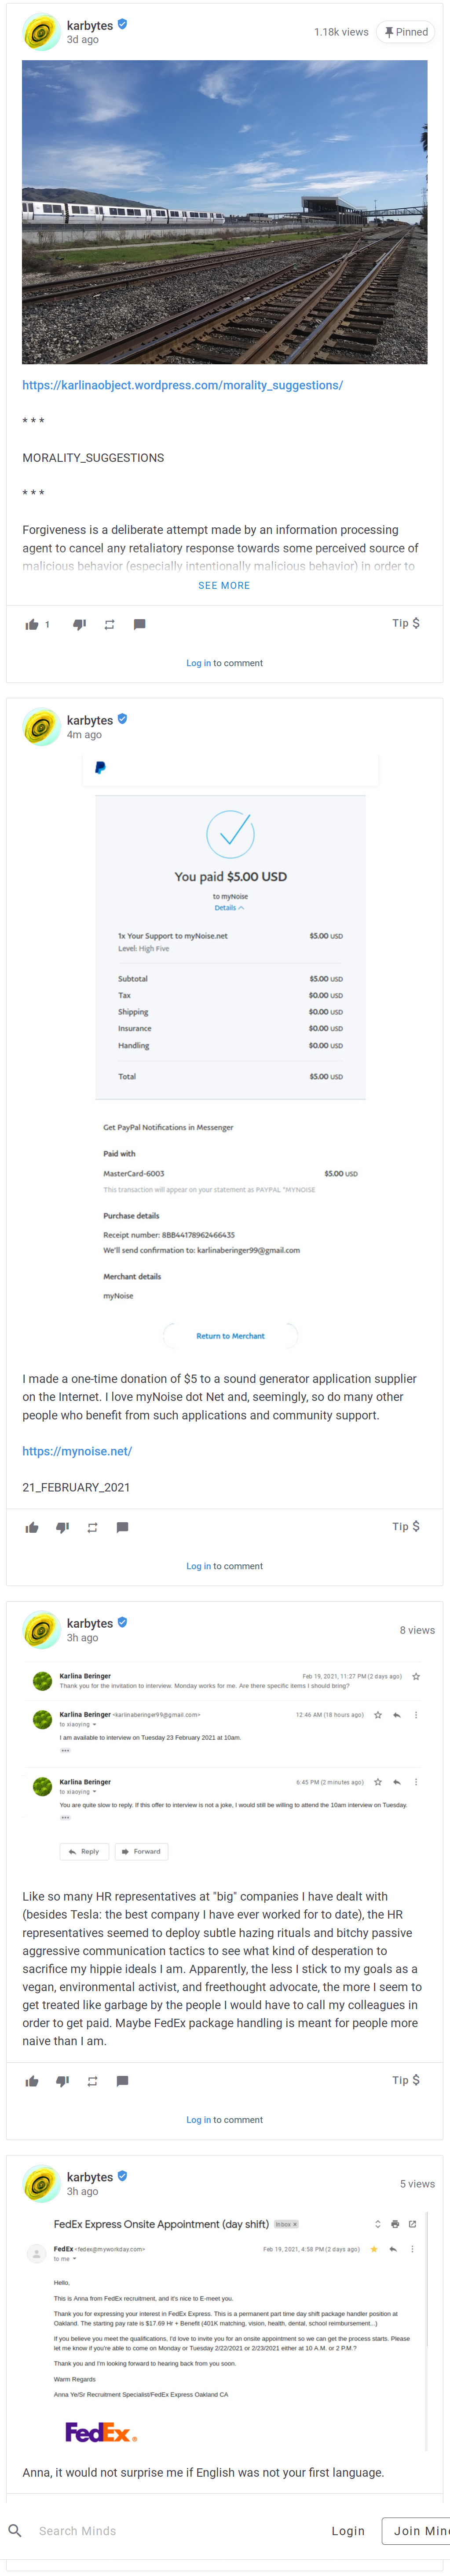 karbytes
3d ago
1.18k views
Pinned
https://karlinaobject.wordpress.com/morality_suggestions/
* * *
MORALITY_SUGGESTIONS
* * *
Forgiveness is a deliberate attempt made by an information processing
agent to cancel any retaliatory response towards some perceived source of
malicious behavior (especially intentionally malicious behavior) in order to
SEE MORE
1
Tip $
Log in to comment
karbytes
4m ago
You paid $5.00 USD
to myNoise
Details
1x Your Support to myNoise.net $5.00 USD
Level: High Five
Subtotal $5.00 USD
Tax $0.00 USD
Shipping $0.00 USD
Insurance $0.00 USD
Handling $0.00 USD
Total $5.00 USD
Get PayPal Notifications in Messenger
Paid with
MasterCard-6003 $5.00 USD
This transaction will appear on your statement as PAYPAL *MYNOISE
Purchase details
Receipt number: 8BB44178962466435
We'll send confirmation to: karlinaberinger99@gmail.com
Merchant details
myNoise
Return to Merchant
I made a one-time donation of $5 to a sound generator application supplier
on the Internet. I love myNoise dot Net and, seemingly, so do many other
people who benefit from such applications and community support.
https://mynoise.net/
21_FEBRUARY_2021
Tip $
Log in to comment
karbytes
3h ago
8 views
Karlina Beringer Feb 19, 2021, 11:27 PM (2 days ago)
Thank you for the invitation to interview. Monday works for me. Are there specific items I should bring?
Karlina Beringer <karlinaberinger99@gmail.com> 12:46 AM (18 hours ago)
to xiaoying
I am available to interview on Tuesday 23 February 2021 at 10am.
Karlina Beringer 6:45 PM (2 minutes ago)
to xiaoying
You are quite slow to reply. If this offer to interview is not a joke, I would still be willing to attend the 10am interview on Tuesday.
Reply Forward
Like so many HR representatives at "big" companies I have dealt with
(besides Tesla: the best company I have ever worked for to date), the HR
representatives seemed to deploy subtle hazing rituals and bitchy passive
aggressive communication tactics to see what kind of desperation to
sacrifice my hippie ideals I am. Apparently, the less I stick to my goals as a
vegan, environmental activist, and freethought advocate, the more I seem to
get treated like garbage by the people I would have to call my colleagues in
order to get paid. Maybe FedEx package handling is meant for people more
naive than I am.
Tip $
Log in to comment
karbytes
3h ago
5 views
FedEx Express Onsite Appointment (day shift) Inbox x
FedEx <fedex@myworkday.com> Feb 19, 2021, 4:58 PM (2 days ago)
to me
Hello,
This is Anna from FedEx recruitment, and it's nice to E-meet you.
Thank you for expressing your interest in FedEx Express. This is a permanent part time day shift package handler position at
Oakland. The starting pay rate is $17.69 Hr + Benefit (401K matching, vision, health, dental, school reimbursement...)
If you believe you meet the qualifications, I'd love to invite you for an onsite appointment so we can get the process starts. Please
let me know if you're able to come on Monday or Tuesday 2/22/2021 or 2/23/2021 either at 10 A.M. or 2 P.M.?
Thank you and I'm looking forward to hearing back from you soon.
Warm Regards
Anna Ye/Sr Recruitment Specialist/FedEx Express Oakland CA
FedEx
Anna, it would not surprise me if English was not your first language.
Search Minds
Login
Join Min